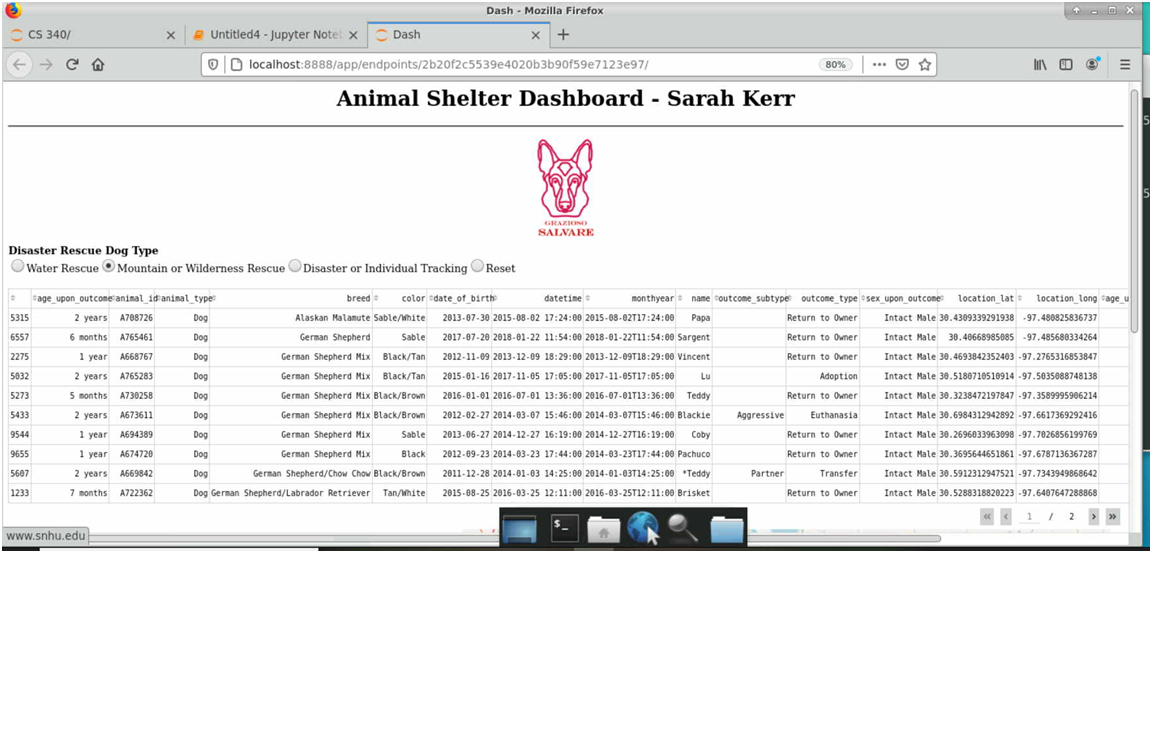 Dash - Mozilla Firefox
CS 340/ Untitled4 - Jupyter Note Dash
localhost:8888/app/endpoints/2b20f2c5539e4020b3b90f59e7123e97/ 80%
Animal Shelter Dashboard - Sarah Kerr
GRAZIOSO
SALVARE
Disaster Rescue Dog Type
Water Rescue Mountain or Wilderness Rescue Disaster or Individual Tracking Reset
age_upon_outcome animal_id animal_type breed color date_of_birth datetime monthyear name outcome_subtype outcome_type sex_upon_outcome location_lat location_long age_u
5315 2 years A708726 Dog Alaskan Malamute Sable/White 2013-07-30 2015-08-02 17:24:00 2015-08-02T17:24:00 Papa Return to Owner Intact Male 30.4309339291938 -97.480825836737
6557 6 months A765461 Dog German Shepherd Sable 2017-07-20 2018-01-22 11:54:00 2018-01-22T11:54:00 Sargent Return to Owner Intact Male 30.40668985085 -97.485680334264
2275 1 year A668767 Dog German Shepherd Mix Black/Tan 2012-11-09 2013-12-09 18:29:00 2013-12-09T18:29:00 Vincent Return to Owner Intact Male 30.4693842352403 -97.2765316853847
5032 2 years A765283 Dog German Shepherd Mix Black/Tan 2015-01-16 2017-11-05 17:05:00 2017-11-05T17:05:00 Lu Adoption Intact Male 30.5180710510914 -97.5035088748138
5273 5 months A730258 Dog German Shepherd Mix Black/Brown 2016-01-01 2016-07-01 13:36:00 2016-07-01T13:36:00 Teddy Return to Owner Intact Male 30.3238472197847 -97.3589995906214
5433 2 years A673611 Dog German Shepherd Mix Black/Brown 2012-02-27 2014-03-07 15:46:00 2014-03-07T15:46:00 Blackie Aggressive Euthanasia Intact Male 30.6984312942892 -97.6617369292416
9544 1 year A694389 Dog German Shepherd Mix Sable 2013-06-27 2014-12-27 16:19:00 2014-12-27T16:19:00 Coby Return to Owner Intact Male 30.2696033963098 -97.7026856199769
9655 1 year A674720 Dog German Shepherd Mix Black 2012-09-23 2014-03-23 17:44:00 2014-03-23T17:44:00 Pachuco Return to Owner Intact Male 30.3695644651861 -97.6787136367287
5607 2 years A669842 Dog German Shepherd/Chow Chow Black/Brown 2011-12-28 2014-01-03 14:25:00 2014-01-03T14:25:00 *Teddy Partner Transfer Intact Male 30.5912312947521 -97.7343949868642
1233 7 months A722362 Dog German Shepherd/Labrador Retriever Tan/White 2015-08-25 2016-03-25 12:11:00 2016-03-25T12:11:00 Brisket Return to Owner Intact Male 30.5288318820223 -97.6407647288868
1 / 2
www.snhu.edu